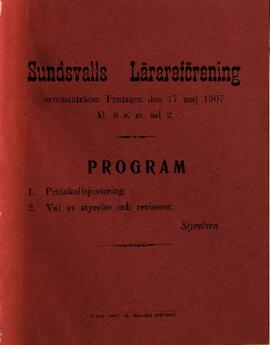 Sundsvalls Lärareförening
sammanträder Fredagen den 17 maj 1907
kl. 6 e. m. sal 2.
PROGRAM
1. Protokollsjustering.
2. Val av styrelse och revisorer.
Styrelsen.